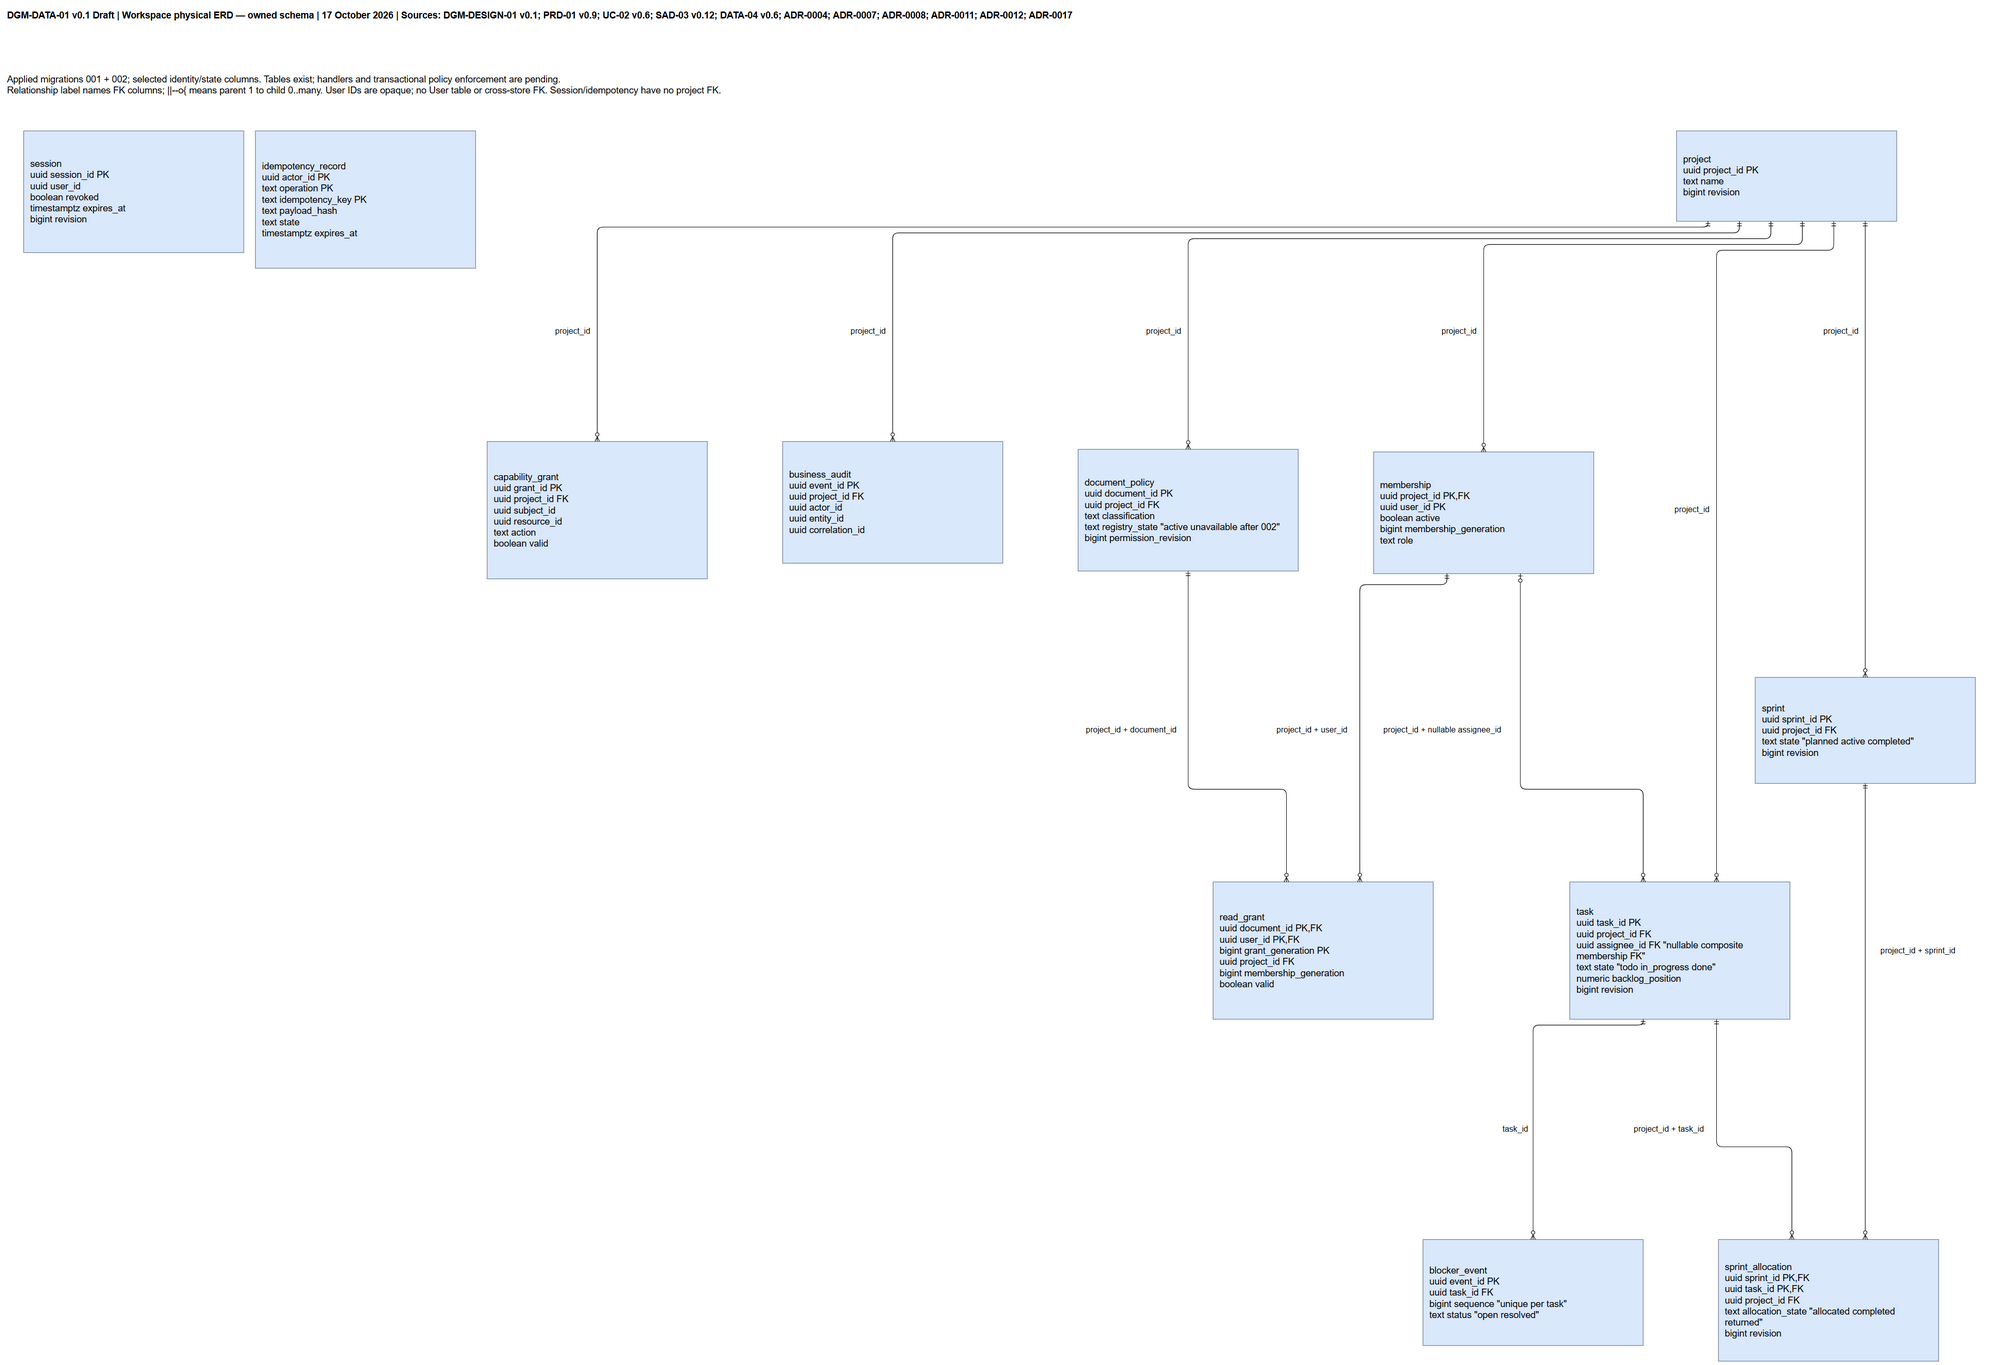 DGM-DATA-01 v0.1 Draft | Workspace physical ERD — owned schema | 17 October 2026 | Sources: DGM-DESIGN-01 v0.1; PRD-01 v0.9; UC-02 v0.6; SAD-03 v0.12; DATA-04 v0.6; ADR-0004; ADR-0007; ADR-0008; ADR-0011; ADR-0012; ADR-0017
Applied migrations 001 + 002; selected identity/state columns. Tables exist; handlers and transactional policy enforcement are pending.
Relationship label names FK columns; ||--o{ means parent 1 to child 0..many. User IDs are opaque; no User table or cross-store FK. Session/idempotency have no project FK.
session
uuid session_id PK
uuid user_id
boolean revoked
timestamptz expires_at
bigint revision
idempotency_record
uuid actor_id PK
text operation PK
text idempotency_key PK
text payload_hash
text state
timestamptz expires_at
project
uuid project_id PK
text name
bigint revision
project_id
project_id
project_id
project_id
project_id
project_id
capability_grant
uuid grant_id PK
uuid project_id FK
uuid subject_id
uuid resource_id
text action
boolean valid
business_audit
uuid event_id PK
uuid project_id FK
uuid actor_id
uuid entity_id
uuid correlation_id
document_policy
uuid document_id PK
uuid project_id FK
text classification
text registry_state "active unavailable after 002"
bigint permission_revision
membership
uuid project_id PK,FK
uuid user_id PK
boolean active
bigint membership_generation
text role
sprint
uuid sprint_id PK
uuid project_id FK
text state "planned active completed"
bigint revision
project_id + document_id
project_id + user_id
project_id + nullable assignee_id
read_grant
uuid document_id PK,FK
uuid user_id PK,FK
bigint grant_generation PK
uuid project_id FK
bigint membership_generation
boolean valid
task
uuid task_id PK
uuid project_id FK
uuid assignee_id FK "nullable composite
membership FK"
text state "todo in_progress done"
numeric backlog_position
bigint revision
project_id + sprint_id
task_id
project_id + task_id
blocker_event
uuid event_id PK
uuid task_id FK
bigint sequence "unique per task"
text status "open resolved"
sprint_allocation
uuid sprint_id PK,FK
uuid task_id PK,FK
uuid project_id FK
text allocation_state "allocated completed
returned"
bigint revision